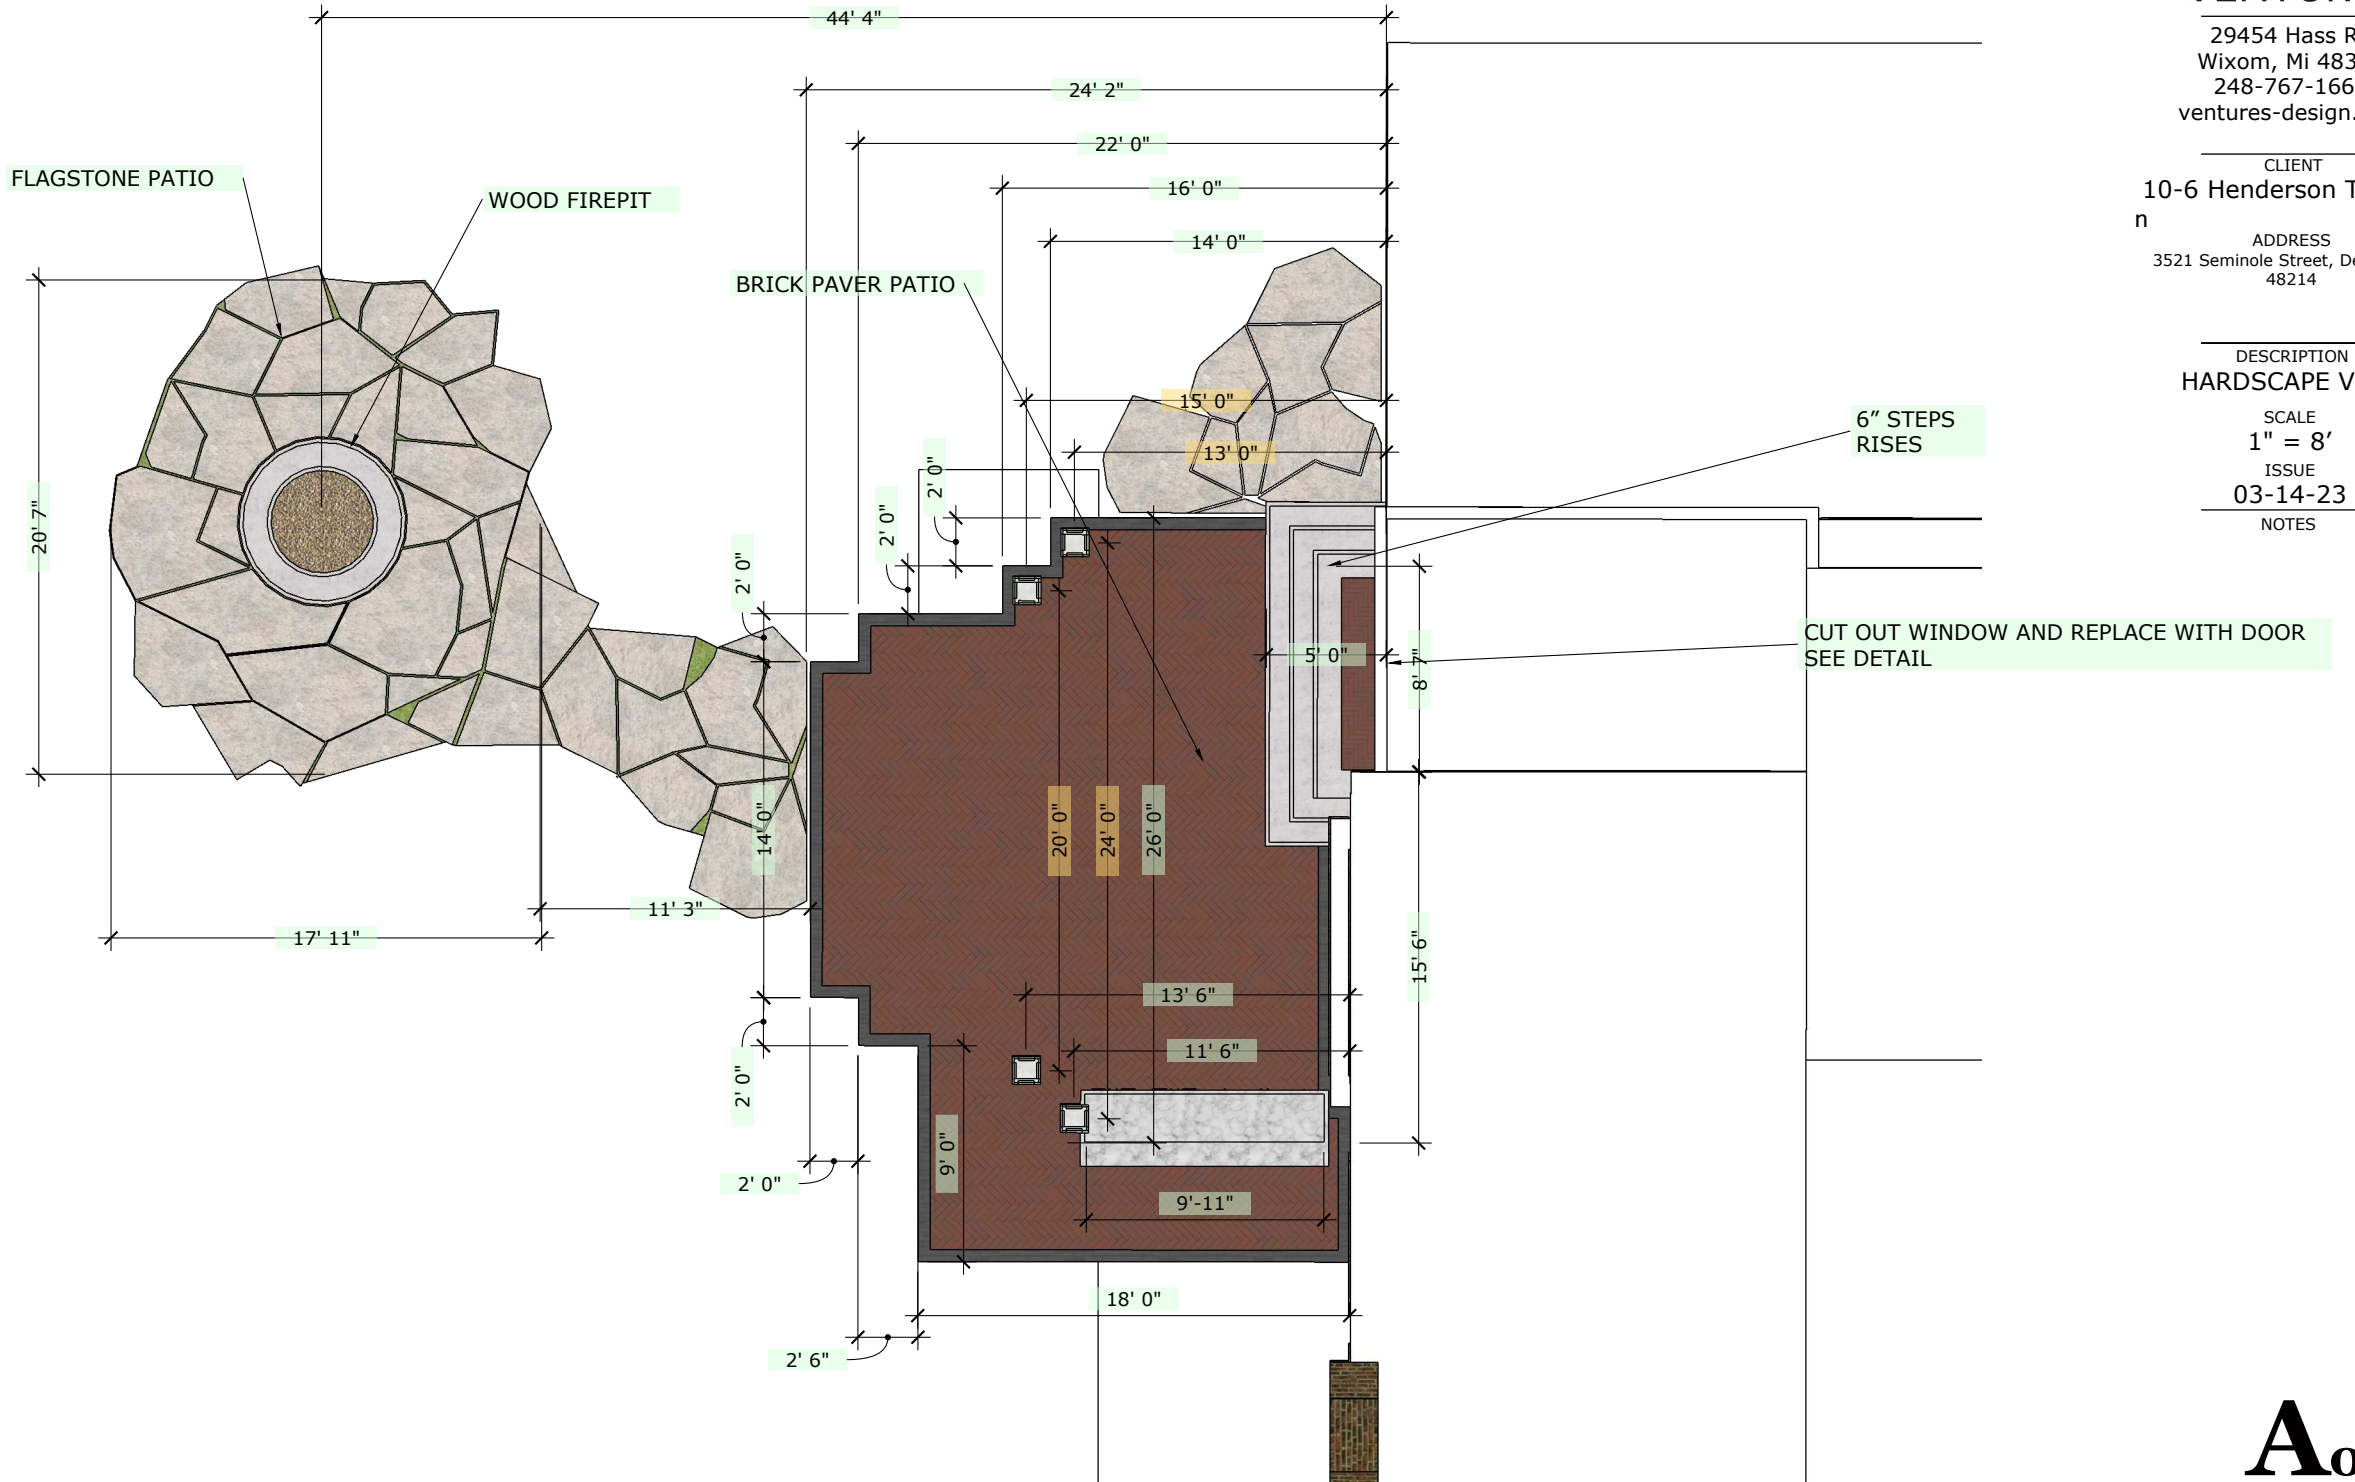 44' 4"
24' 2"
22' 0"
16' 0"
14' 0"
FLAGSTONE PATIO
WOOD FIREPIT
BRICK PAVER PATIO
15' 0"
13' 0"
2' 0"
2' 0"
2' 0"
20' 7"
6” STEPS
RISES
CUT OUT WINDOW AND REPLACE WITH DOOR
SEE DETAIL
5' 0"
8' 7"
14' 0"
20' 0"
24' 0"
26' 0"
11' 3"
17' 11"
15' 6"
13' 6"
11' 6"
2' 0"
9' 0"
2' 0"
9'-11"
18' 0"
2' 6"
29454 Hass R
Wixom, Mi 483
248-767-166
ventures-design.
CLIENT
10-6 Henderson T
n
ADDRESS
3521 Seminole Street, De
48214
DESCRIPTION
HARDSCAPE V
SCALE
1" = 8’
ISSUE
03-14-23
NOTES